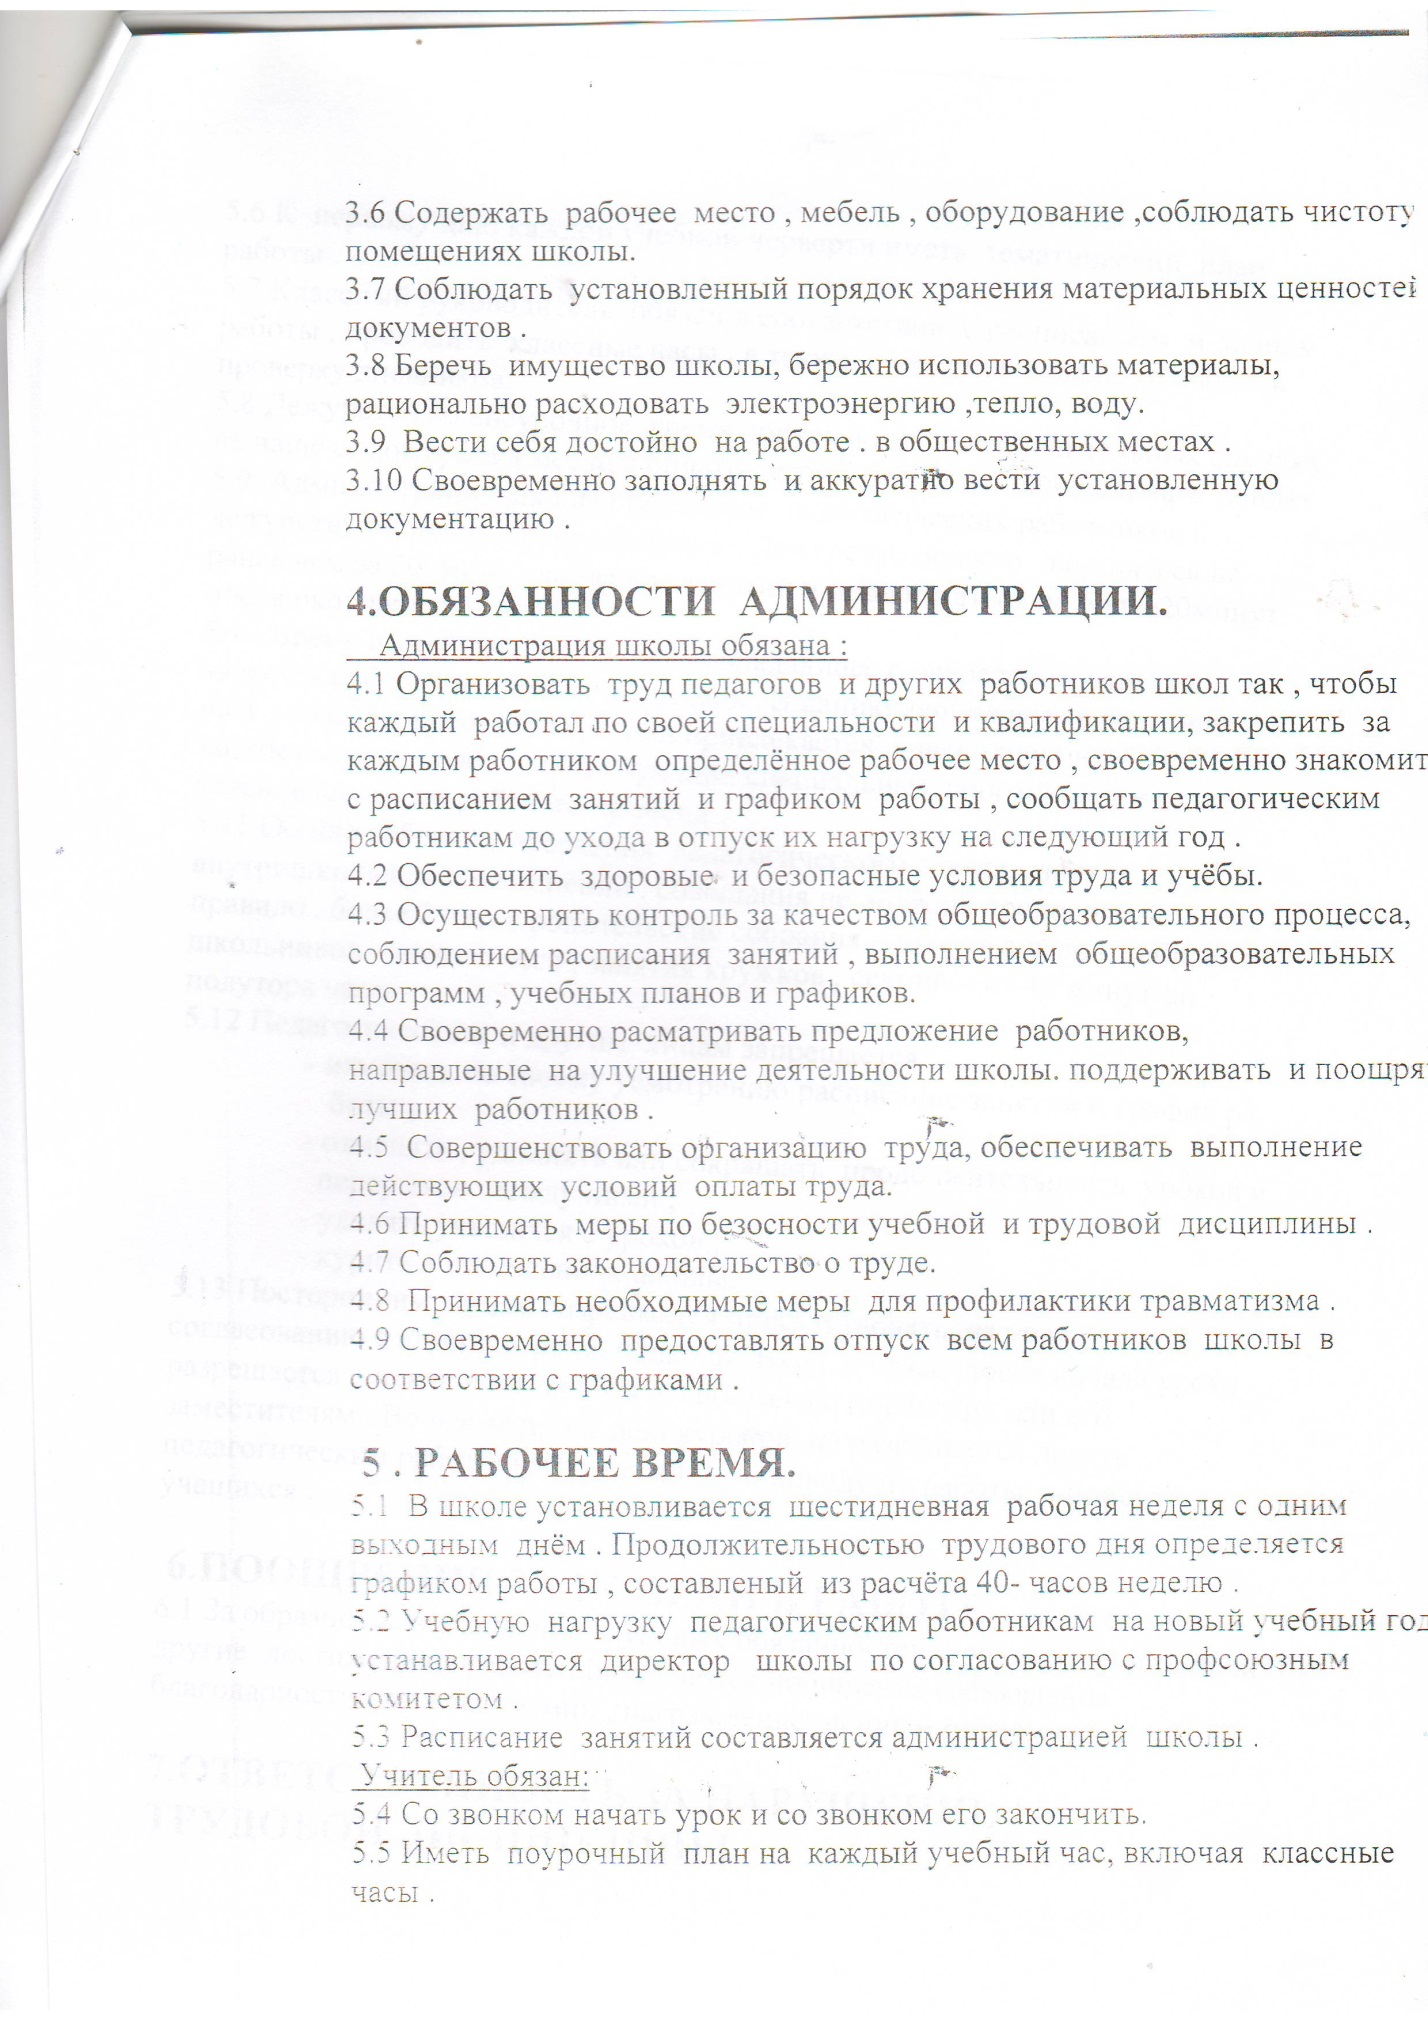 3.6 Содержать рабочее место , мебель , оборудование ,соблюдать чистоту
помещениях школы.
3.7 Соблюдать установленный порядок хранения материальных ценностей
документов .
3.8 Беречь имущество школы, бережно использовать материалы,
рационально расходовать электроэнергию ,тепло, воду.
3.9 Вести себя достойно на работе . в общественных местах .
3.10 Своевременно заполнять и аккуратно вести установленную
документацию .
4.ОБЯЗАННОСТИ АДМИНИСТРАЦИИ.
Администрация школы обязана :
4.1 Организовать труд педагогов и других работников школ так , чтобы
каждый работал по своей специальности и квалификации, закрепить за
каждым работником определённое рабочее место , своевременно знакомит
с расписанием занятий и графиком работы , сообщать педагогическим
работникам до ухода в отпуск их нагрузку на следующий год .
4.2 Обеспечить здоровые и безопасные условия труда и учёбы.
4.3 Осуществлять контроль за качеством общеобразовательного процесса,
соблюдением расписания занятий , выполнением общеобразовательных
программ , учебных планов и графиков.
4.4 Своевременно расматривать предложение работников,
направленые на улучшение деятельности школы. поддерживать и поощря
лучших работников .
4.5 Совершенствовать организацию труда, обеспечивать выполнение
действующих условий оплаты труда.
4.6 Принимать меры по безосности учебной и трудовой дисциплины .
4.7 Соблюдать законодательство о труде.
4.8 Принимать необходимые меры для профилактики травматизма .
4.9 Своевременно предоставлять отпуск всем работников школы в
соответствии с графиками .
5 . РАБОЧЕЕ ВРЕМЯ.
5.1 В школе установливается шестидневная рабочая неделя с одним
выходным днём . Продолжительностью трудового дня определяется
графиком работы , составленый из расчёта 40- часов неделю .
5.2 Учебную нагрузку педагогическим работникам на новый учебный год
устанавливается директор школы по согласованию с профсоюзным
комитетом .
5.3 Расписание занятий составляется администрацией школы .
Учитель обязан:
5.4 Со звонком начать урок и со звонком его закончить.
5.5 Иметь поурочный план на каждый учебный час, включая классные
часы .